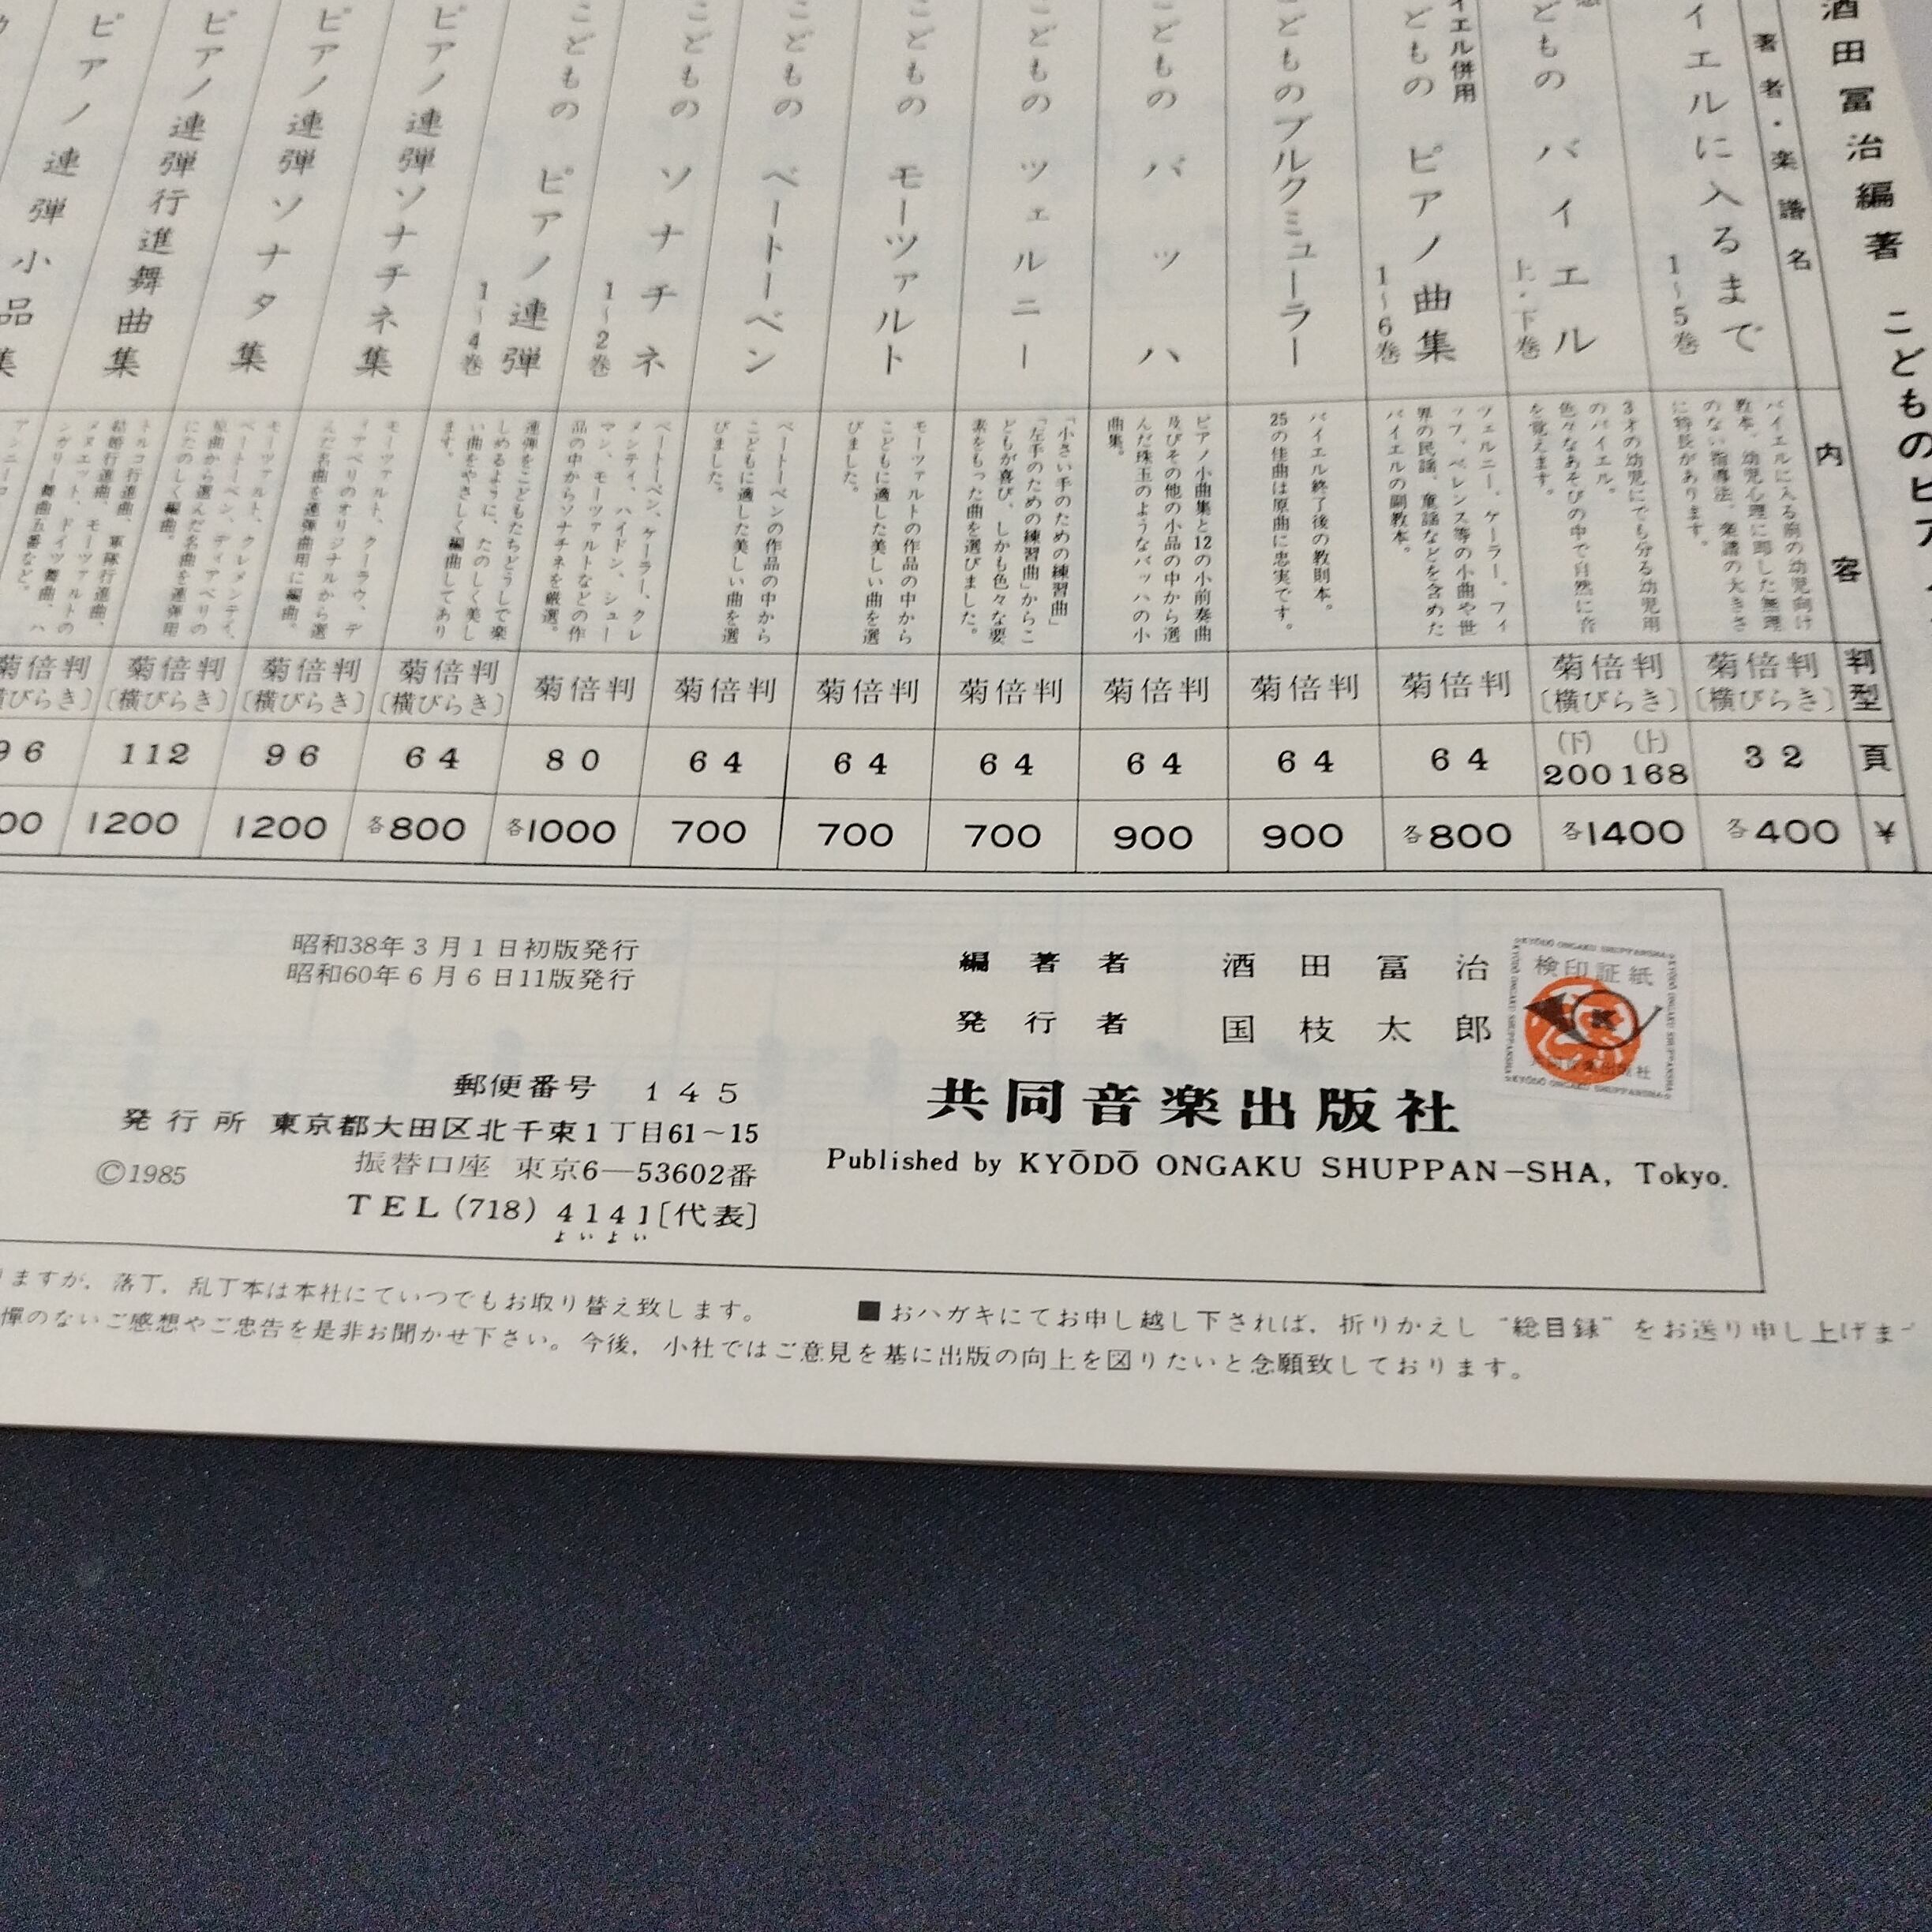 酒田冨治編著 こどものピア
著者・楽譜名
内容
判型
頁
¥
イエルに入るまで
1~5巻
バイエルに入る前の幼児向け
教本、幼児心理に即した無理
のない指導法、楽譜の大きさ
に特長があります。
菊倍判
〔横びらき〕
32
各400
どもの バイエル
上・下巻
3才の幼児にでも分る幼児用
のバイエル。
色々なあそびの中で自然に音
を覚えます。
菊倍判
〔横びらき〕
(下) (上)
200 168
各1400
イエル併用
どもの ピアノ曲集
1~6巻
ツェルニー、ケーラー、フィ
ツフ、ベレンス等の小曲や世
界の民謡、童謡などを含めた
バイエルの副教本。
菊倍判
64
各800
どものブルクミューラー
バイエル終了後の教則本。
25の佳曲は原曲に忠実です。
菊倍判
64
900
どもの バッハ
ピアノ小曲集と12の小前奏曲
及びその他の小品の中から選
んだ珠玉のようなバッハの小
曲集。
菊倍判
64
900
こどもの ツェルニー
「小さい手のための練習曲」
「左手のための練習曲」からこ
どもが喜び、しかも色々な要
素をもった曲を選びました。
菊倍判
64
700
こどもの モーツァルト
モーツァルトの作品の中から
こどもに適した美しい曲を選
びました。
菊倍判
64
700
こどもの ベートーベン
ベートーベンの作品の中から
こどもに適した美しい曲を選
びました。
菊倍判
64
700
こどもの ソナチネ
1~2巻
ベートーベン、ケーラー、クレ
メンティ、ハイドン、シュー
マン、モーツァルトなどの作
品の中からソナチネを厳選。
菊倍判
64
700
こどもの ピアノ連弾
1~4巻
連弾をこどもたちどうしで楽
しめるように、たのしく美し
い曲をやさしく編曲してあり
ます。
菊倍判
80
各1000
ピアノ連弾ソナチネ集
モーツァルト、クーラウ、デ
ィアベリのオリジナルから選
んだ名曲を連弾曲用に編曲。
菊倍判
〔横びらき〕
64
各800
ピアノ連弾ソナタ集
モーツァルト、クレメンティ、
ベートーベン、ディアベリの
原曲から選んだ名曲を連弾用
にたのしく編曲。
菊倍判
〔横びらき〕
96
1200
ピアノ連弾行進舞曲集
トルコ行進曲、軍隊行進曲、
結婚行進曲、モーツァルトの
メヌエット、ドイツ舞曲、ハ
ンガリー舞曲五番など。
菊倍判
〔横びらき〕
112
1200
ピアノ連弾小品集
菊倍判
横びらき〕
96
00
昭和38年3月1日初版発行
昭和60年6月6日11版発行
編著者 酒田冨治
発行者 国枝太郎
KYŌDŌ ONGAKU SHUPPANSHA
検印証紙
共同音楽出版社
Published by KYŌDŌ ONGAKU SHUPPAN-SHA, Tokyo.
郵便番号 145
発行所 東京都大田区北千束1丁目61~15
振替口座 東京6—53602番
TEL(718)4141〔代表〕
よいよい
©1985
りますが、落丁、乱丁本は本社にていつでもお取り替え致します。 ■おハガキにてお申し越し下されば、折りかえし“総目録”をお送り申し上げま
憚のないご感想やご忠告を是非お聞かせ下さい。今後、小社ではご意見を基に出版の向上を図りたいと念願致しております。